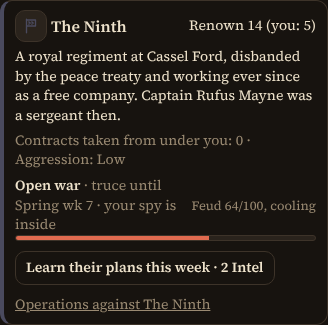 The Ninth
Renown 14 (you: 5)
A royal regiment at Cassel Ford, disbanded
by the peace treaty and working ever since
as a free company. Captain Rufus Mayne was
a sergeant then.
Contracts taken from under you: 0 ·
Aggression: Low
Open war · truce until
Spring wk 7 · your spy is
inside
Feud 64/100, cooling
Learn their plans this week · 2 Intel
Operations against The Ninth